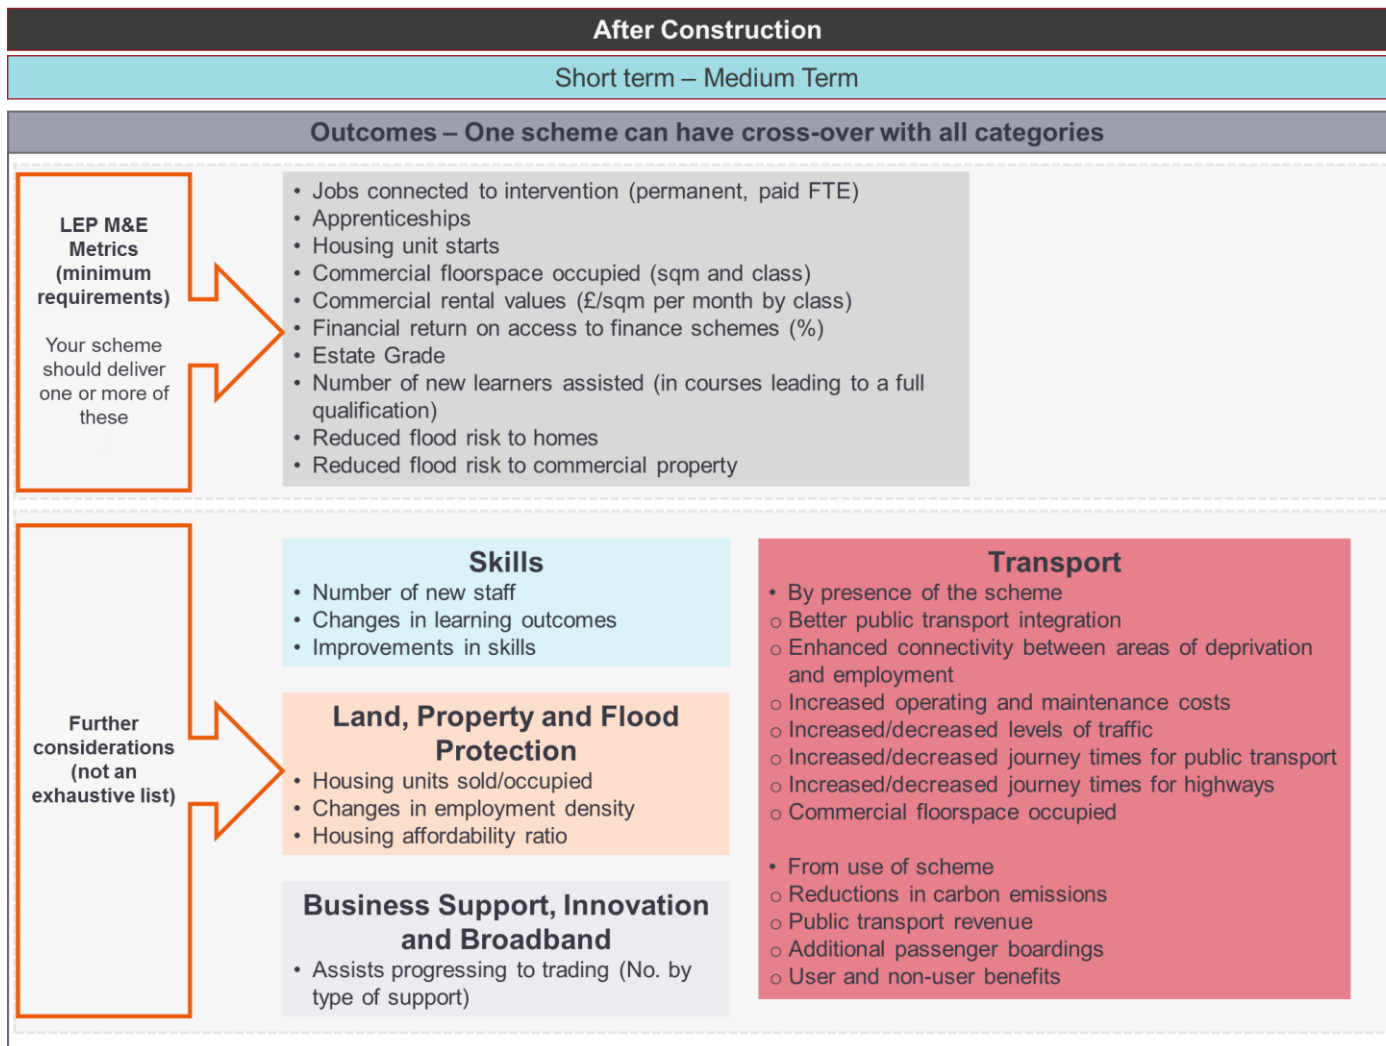 After Construction
Short term – Medium Term
Outcomes – One scheme can have cross-over with all categories
LEP M&E
Metrics
(minimum
requirements)
Your scheme
should deliver
one or more of
these
• Jobs connected to intervention (permanent, paid FTE)
• Apprenticeships
• Housing unit starts
• Commercial floorspace occupied (sqm and class)
• Commercial rental values (£/sqm per month by class)
• Financial return on access to finance schemes (%)
• Estate Grade
• Number of new learners assisted (in courses leading to a full
qualification)
• Reduced flood risk to homes
• Reduced flood risk to commercial property
Further
considerations
(not an
exhaustive list)
Skills
• Number of new staff
• Changes in learning outcomes
• Improvements in skills
Land, Property and Flood
Protection
• Housing units sold/occupied
• Changes in employment density
• Housing affordability ratio
Business Support, Innovation
and Broadband
• Assists progressing to trading (No. by
type of support)
Transport
• By presence of the scheme
o Better public transport integration
o Enhanced connectivity between areas of deprivation
and employment
o Increased operating and maintenance costs
o Increased/decreased levels of traffic
o Increased/decreased journey times for public transport
o Increased/decreased journey times for highways
o Commercial floorspace occupied
• From use of scheme
o Reductions in carbon emissions
o Public transport revenue
o Additional passenger boardings
o User and non-user benefits